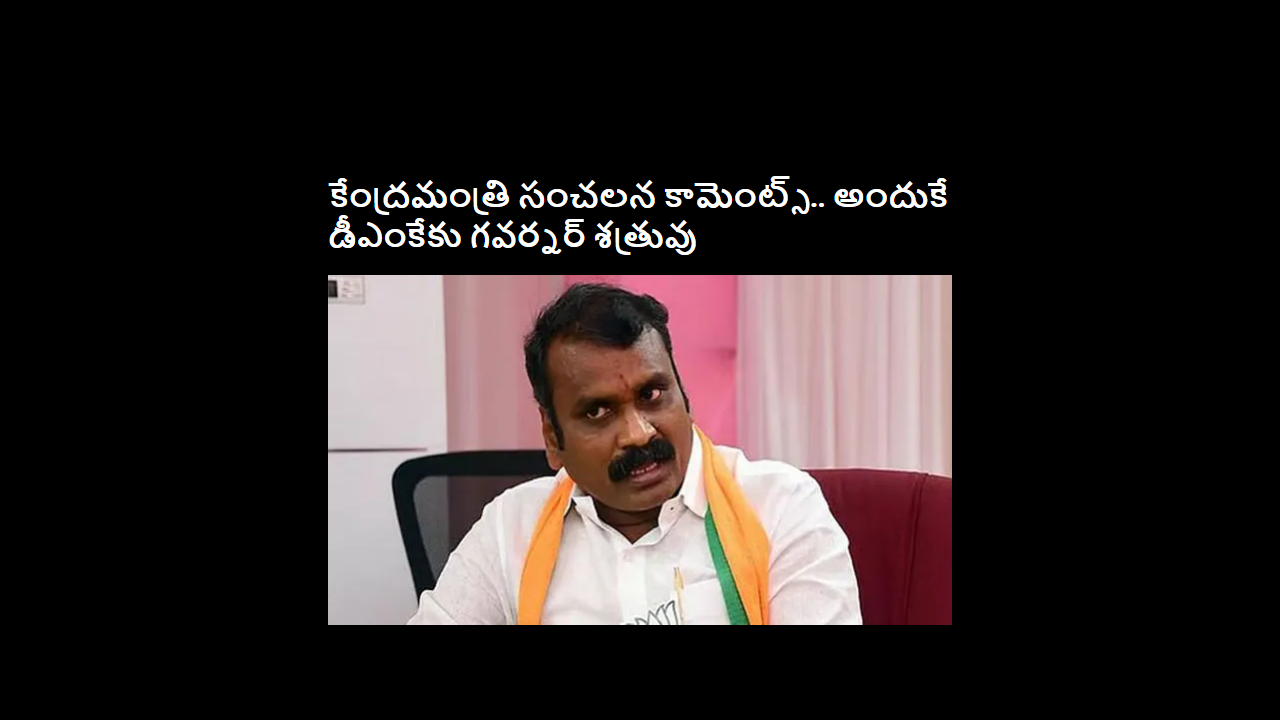 కేంద్రమంత్రి సంచలన కామెంట్స్.. అందుకే
డీఎంకేకు గవర్నర్ శత్రువు